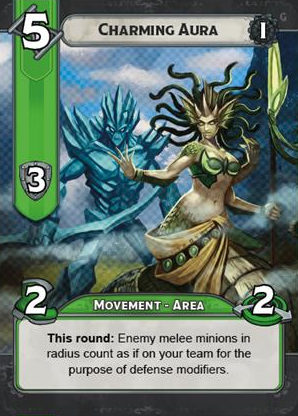 5
CHARMING AURA
I
G
3
2
MOVEMENT - AREA
2
This round: Enemy melee minions in
radius count as if on your team for the
purpose of defense modifiers.